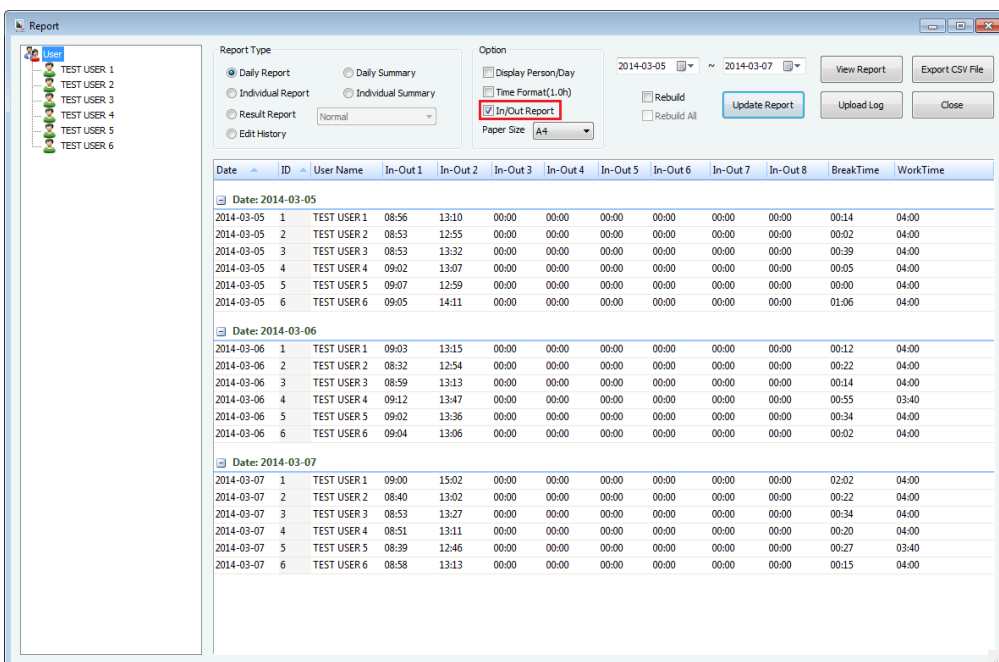 Report
User
TEST USER 1
TEST USER 2
TEST USER 3
TEST USER 4
TEST USER 5
TEST USER 6
Report Type
Daily Report Daily Summary
Individual Report Individual Summary
Result Report Normal
Edit History
Option
Display Person/Day
Time Format(1.0h)
In/Out Report
Paper Size A4
2014-03-05 ~ 2014-03-07
Rebuild
Rebuild All
Update Report
View Report Export CSV File
Upload Log Close
Date ID User Name In-Out 1 In-Out 2 In-Out 3 In-Out 4 In-Out 5 In-Out 6 In-Out 7 In-Out 8 BreakTime WorkTime
Date: 2014-03-05
2014-03-05 1 TEST USER 1 08:56 13:10 00:00 00:00 00:00 00:00 00:00 00:00 00:14 04:00
2014-03-05 2 TEST USER 2 08:53 12:55 00:00 00:00 00:00 00:00 00:00 00:00 00:02 04:00
2014-03-05 3 TEST USER 3 08:53 13:32 00:00 00:00 00:00 00:00 00:00 00:00 00:39 04:00
2014-03-05 4 TEST USER 4 09:02 13:07 00:00 00:00 00:00 00:00 00:00 00:00 00:05 04:00
2014-03-05 5 TEST USER 5 09:07 12:59 00:00 00:00 00:00 00:00 00:00 00:00 00:00 04:00
2014-03-05 6 TEST USER 6 09:05 14:11 00:00 00:00 00:00 00:00 00:00 00:00 01:06 04:00
Date: 2014-03-06
2014-03-06 1 TEST USER 1 09:03 13:15 00:00 00:00 00:00 00:00 00:00 00:00 00:12 04:00
2014-03-06 2 TEST USER 2 08:32 12:54 00:00 00:00 00:00 00:00 00:00 00:00 00:22 04:00
2014-03-06 3 TEST USER 3 08:59 13:13 00:00 00:00 00:00 00:00 00:00 00:00 00:14 04:00
2014-03-06 4 TEST USER 4 09:12 13:47 00:00 00:00 00:00 00:00 00:00 00:00 00:55 03:40
2014-03-06 5 TEST USER 5 09:02 13:36 00:00 00:00 00:00 00:00 00:00 00:00 00:34 04:00
2014-03-06 6 TEST USER 6 09:04 13:06 00:00 00:00 00:00 00:00 00:00 00:00 00:02 04:00
Date: 2014-03-07
2014-03-07 1 TEST USER 1 09:00 15:02 00:00 00:00 00:00 00:00 00:00 00:00 02:02 04:00
2014-03-07 2 TEST USER 2 08:40 13:02 00:00 00:00 00:00 00:00 00:00 00:00 00:22 04:00
2014-03-07 3 TEST USER 3 08:53 13:27 00:00 00:00 00:00 00:00 00:00 00:00 00:34 04:00
2014-03-07 4 TEST USER 4 08:51 13:11 00:00 00:00 00:00 00:00 00:00 00:00 00:20 04:00
2014-03-07 5 TEST USER 5 08:39 12:46 00:00 00:00 00:00 00:00 00:00 00:00 00:27 03:40
2014-03-07 6 TEST USER 6 08:58 13:13 00:00 00:00 00:00 00:00 00:00 00:00 00:15 04:00